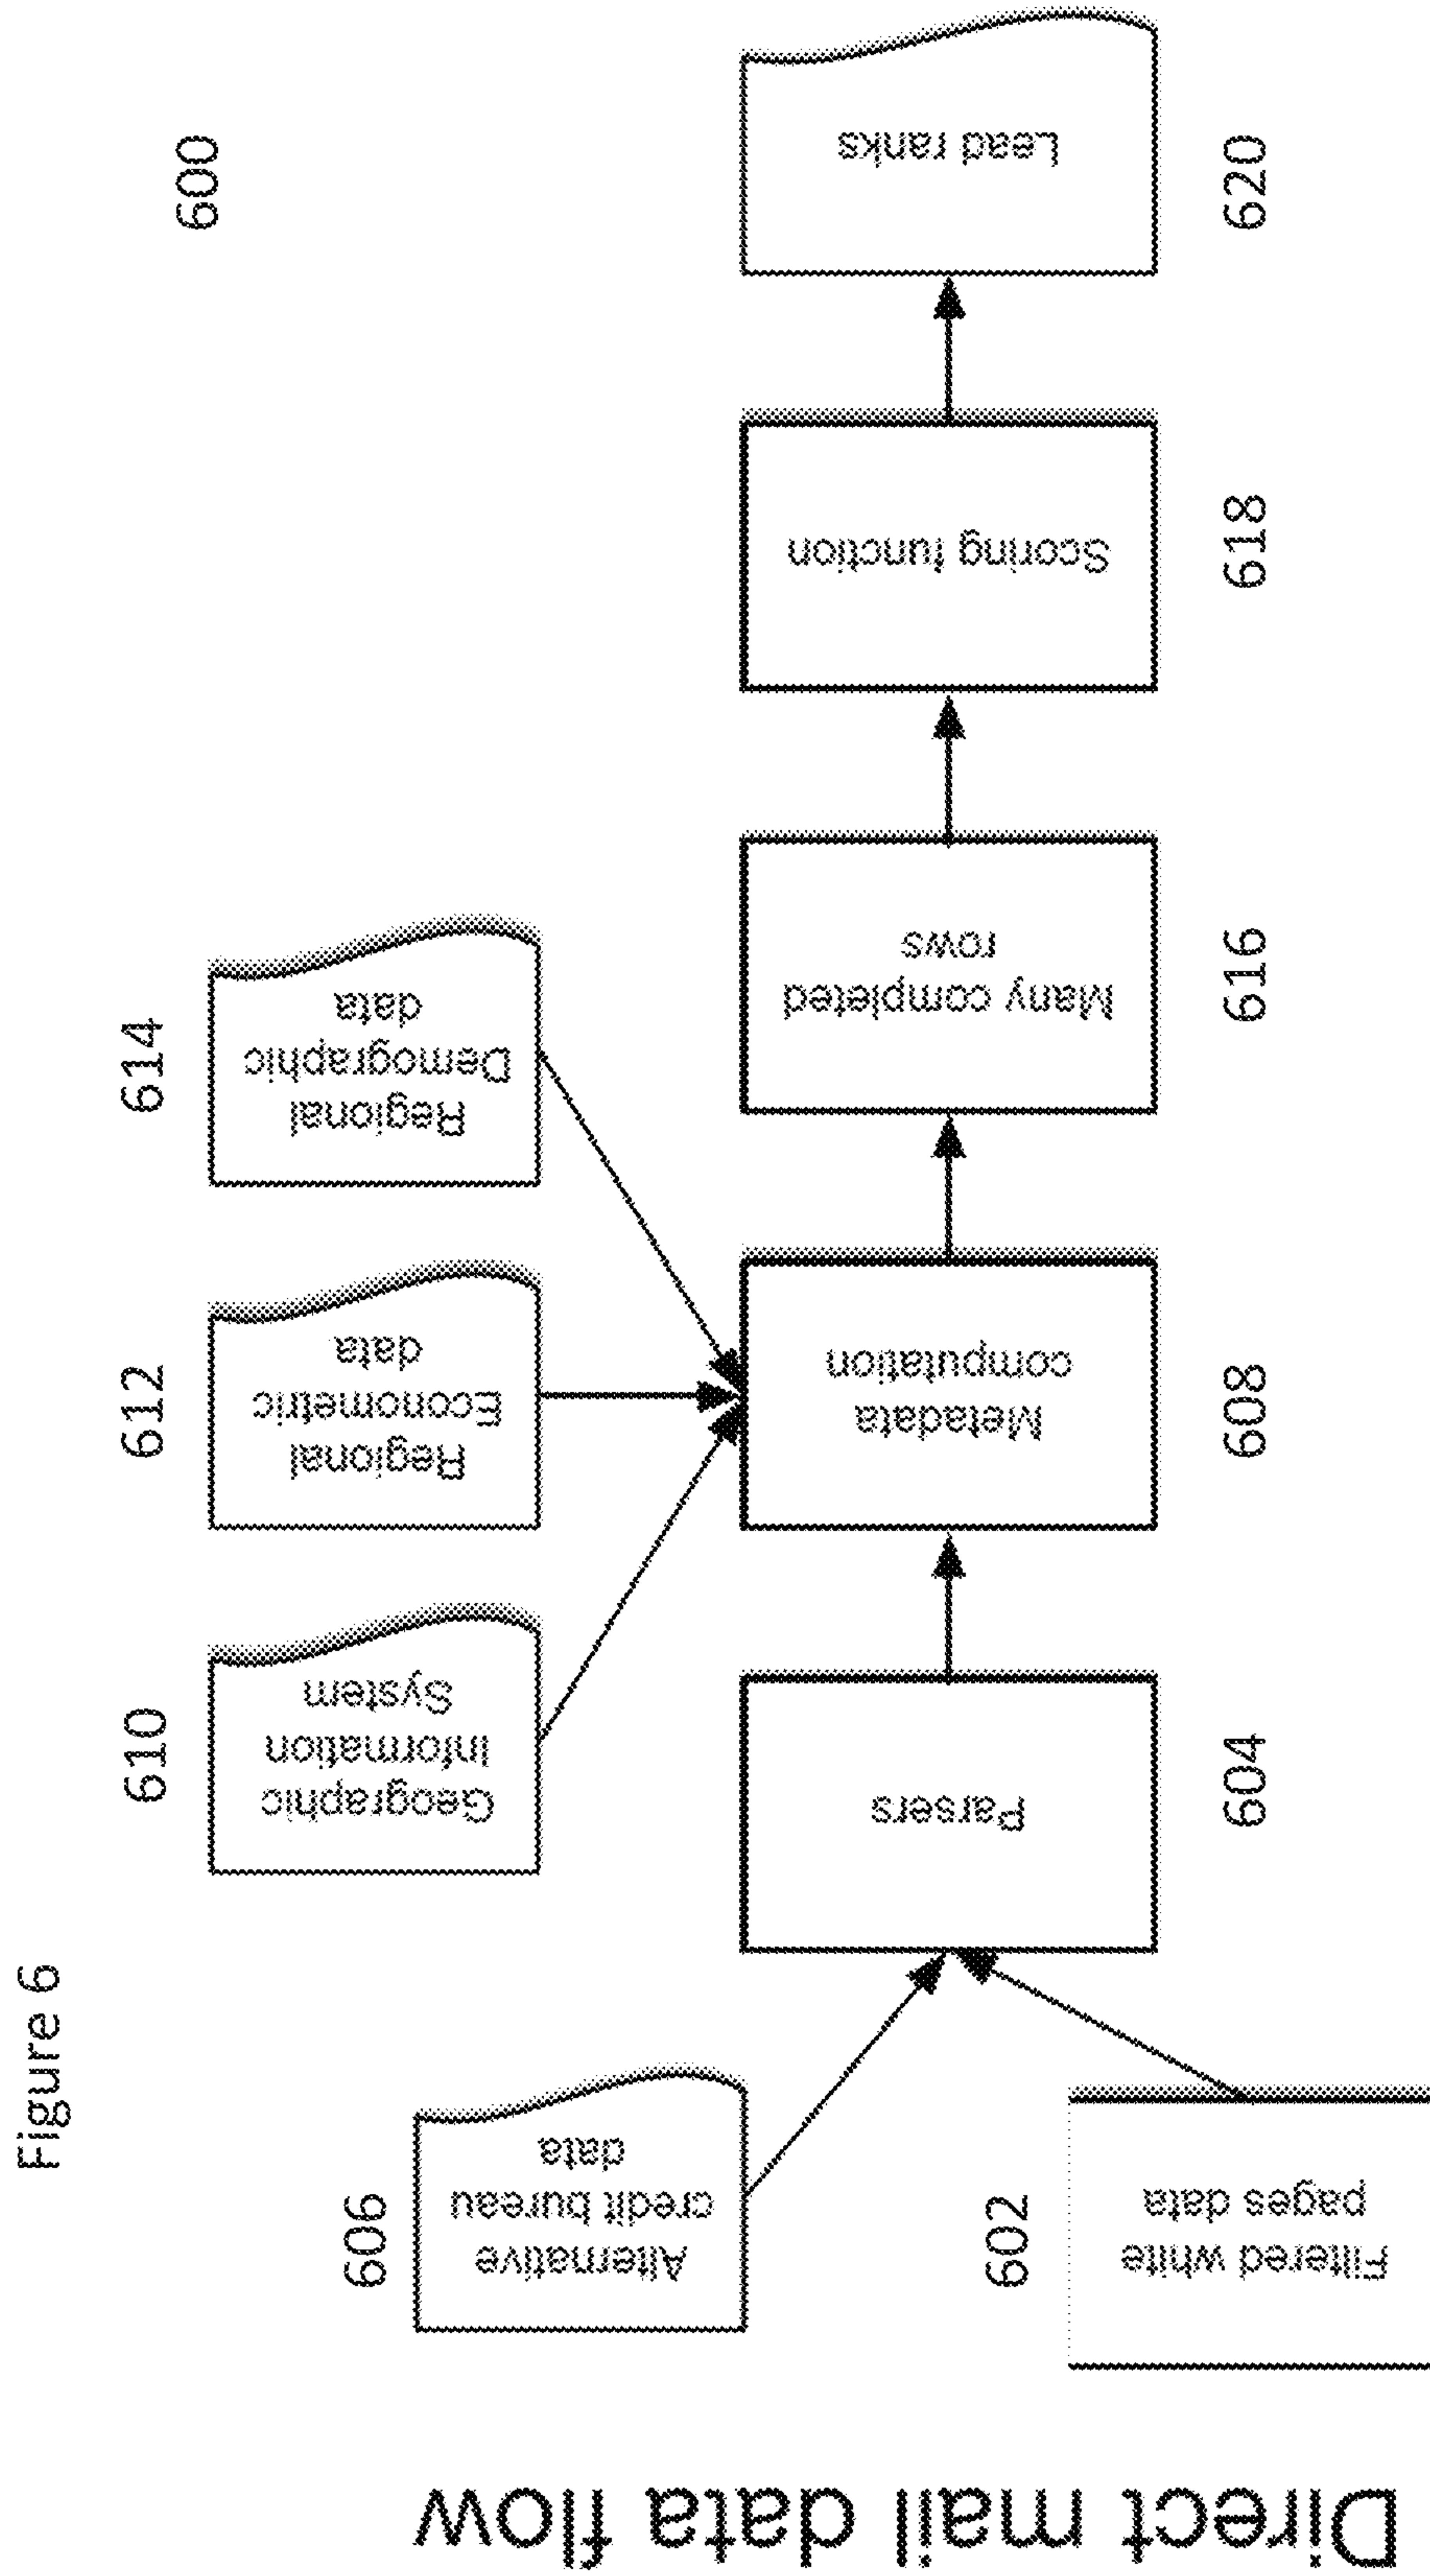 Figure 6
600
Direct mail data flow
Filtered white
pages data
602
Alternative
credit bureau
data
606
Parsers
604
Geographic
Information
System
610
Regional
Econometric
data
612
Regional
Demographic
data
614
Metadata
computation
608
Many completed
rows
616
Scoring function
618
Lead ranks
620